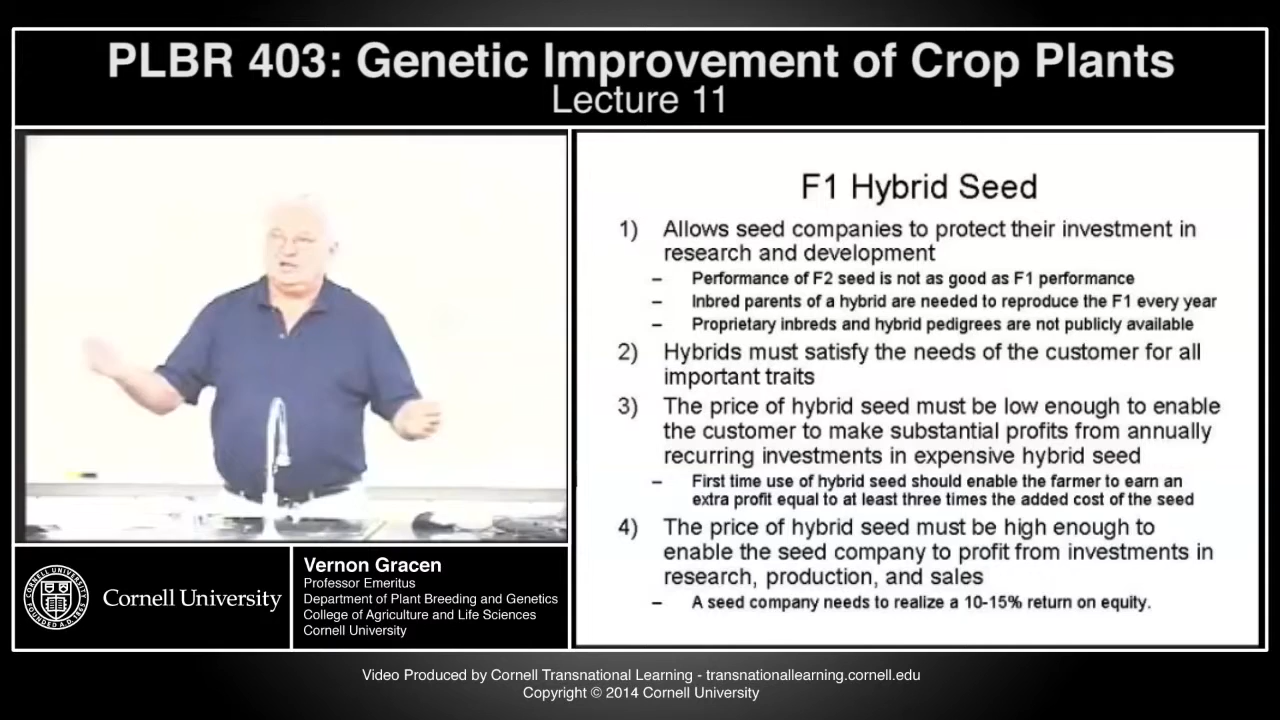 PLBR 403: Genetic Improvement of Crop Plants
Lecture 11
F1 Hybrid Seed
1) Allows seed companies to protect their investment in
research and development
– Performance of F2 seed is not as good as F1 performance
– Inbred parents of a hybrid are needed to reproduce the F1 every year
– Proprietary inbreds and hybrid pedigrees are not publicly available
2) Hybrids must satisfy the needs of the customer for all
important traits
3) The price of hybrid seed must be low enough to enable
the customer to make substantial profits from annually
recurring investments in expensive hybrid seed
– First time use of hybrid seed should enable the farmer to earn an
extra profit equal to at least three times the added cost of the seed
4) The price of hybrid seed must be high enough to
enable the seed company to profit from investments in
research, production, and sales
– A seed company needs to realize a 10-15% return on equity.
Cornell University
Vernon Gracen
Professor Emeritus
Department of Plant Breeding and Genetics
College of Agriculture and Life Sciences
Cornell University
Video Produced by Cornell Transnational Learning - transnationallearning.cornell.edu
Copyright © 2014 Cornell University